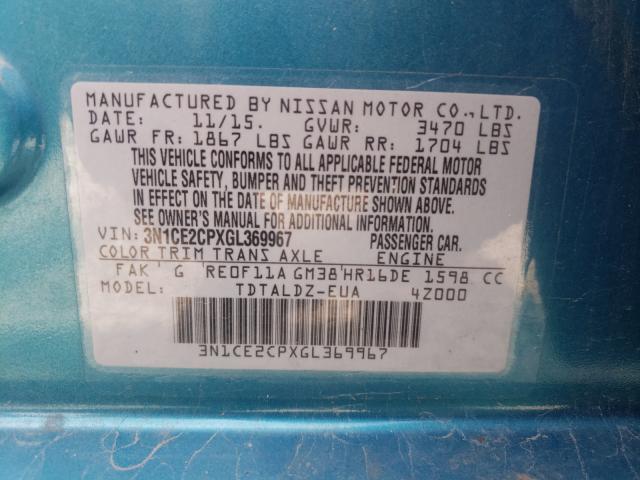 MANUFACTURED BY NISSAN MOTOR CO.,LTD.
DATE: 11/15. GVWR: 3470 LBS
GAWR FR: 1867 LBS GAWR RR: 1704 LBS
THIS VEHICLE CONFORMS TO ALL APPLICABLE FEDERAL MOTOR
VEHICLE SAFETY, BUMPER AND THEFT PREVENTION STANDARDS
IN EFFECT ON THE DATE OF MANUFACTURE SHOWN ABOVE.
SEE OWNER'S MANUAL FOR ADDITIONAL INFORMATION.
VIN: 3N1CE2CPXGL369967 PASSENGER CAR.
COLOR TRIM TRANS AXLE ENGINE
FAK G RE0F11A GM38 HR16DE 1598 CC
MODEL: TDTALDZ-EUA 4Z000
3N1CE2CPXGL369967